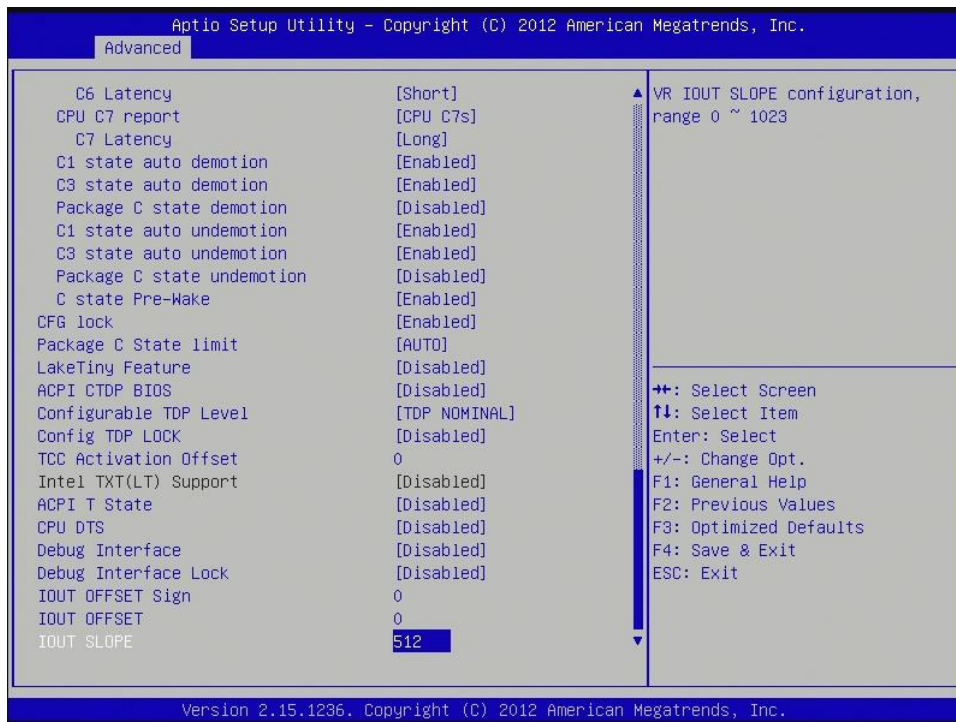 Aptio Setup Utility – Copyright (C) 2012 American Megatrends, Inc.
Advanced
C6 Latency [Short]
CPU C7 report [CPU C7s]
C7 Latency [Long]
C1 state auto demotion [Enabled]
C3 state auto demotion [Enabled]
Package C state demotion [Disabled]
C1 state auto undemotion [Enabled]
C3 state auto undemotion [Enabled]
Package C state undemotion [Disabled]
C state Pre-Wake [Enabled]
CFG lock [Enabled]
Package C State limit [AUTO]
LakeTiny Feature [Disabled]
ACPI CTDP BIOS [Disabled]
Configurable TDP Level [TDP NOMINAL]
Config TDP LOCK [Disabled]
TCC Activation Offset 0
Intel TXT(LT) Support [Disabled]
ACPI T State [Disabled]
CPU DTS [Disabled]
Debug Interface [Disabled]
Debug Interface Lock [Disabled]
IOUT OFFSET Sign 0
IOUT OFFSET 0
IOUT SLOPE 512
VR IOUT SLOPE configuration,
range 0 ~ 1023
→←: Select Screen
↑↓: Select Item
Enter: Select
+/-: Change Opt.
F1: General Help
F2: Previous Values
F3: Optimized Defaults
F4: Save & Exit
ESC: Exit
Version 2.15.1236. Copyright (C) 2012 American Megatrends, Inc.